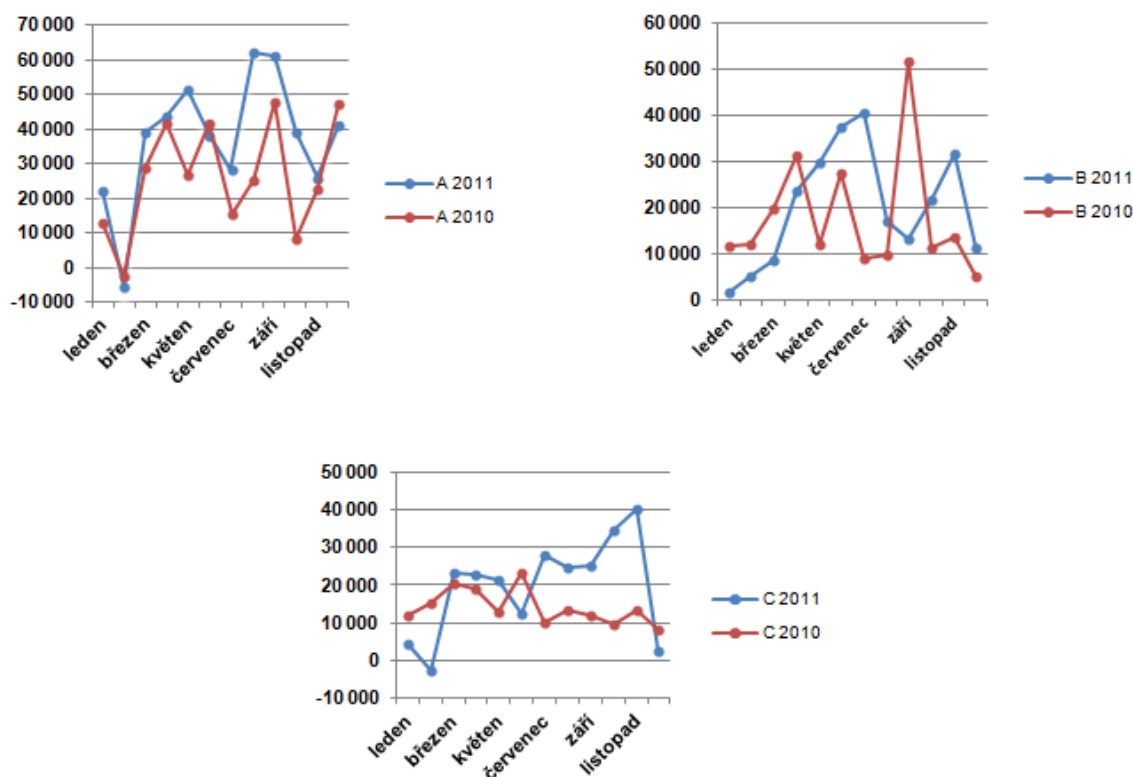 70 000
60 000
50 000
40 000
30 000
20 000
10 000
0
-10 000
leden
březen
květen
červenec
září
listopad
A 2011
A 2010
60 000
50 000
40 000
30 000
20 000
10 000
0
leden
březen
květen
červenec
září
listopad
B 2011
B 2010
50 000
40 000
30 000
20 000
10 000
0
-10 000
leden
březen
květen
červenec
září
listopad
C 2011
C 2010